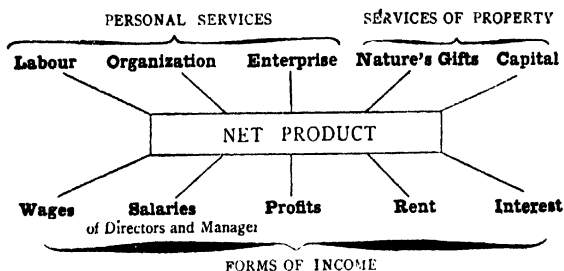 PERSONAL SERVICES SERVICES OF PROPERTY
Labour Organization Enterprise Nature's Gifts Capital
NET PRODUCT
Wages Salaries Profits Rent Interest
of Directors and Manager
FORMS OF INCOME